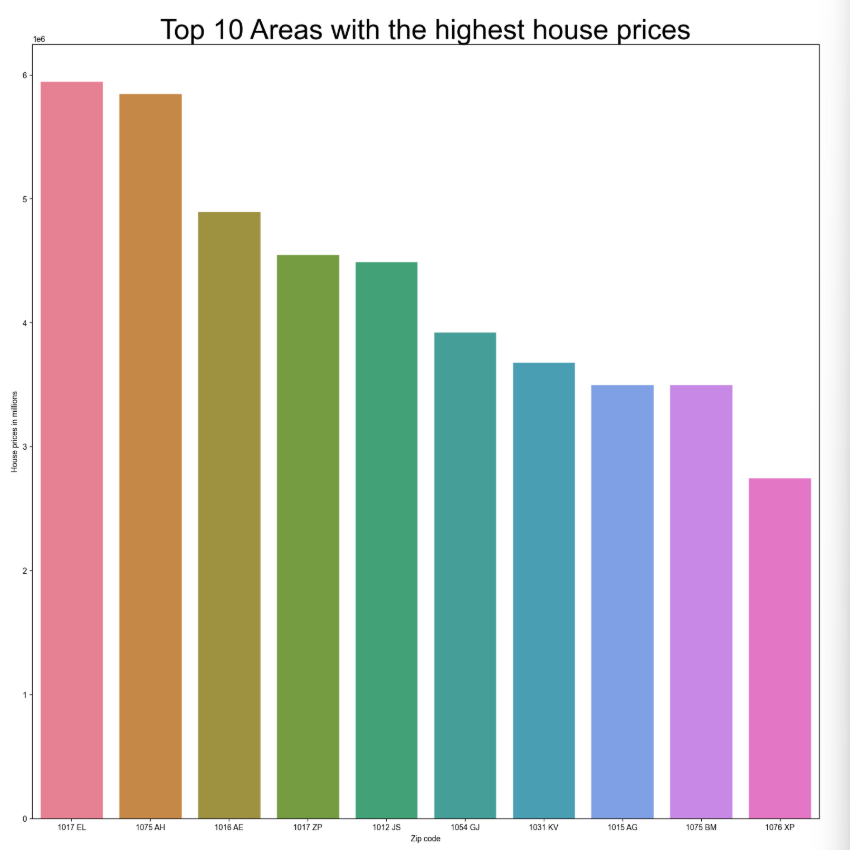 Top 10 Areas with the highest house prices
1e6
6
5
4
3
2
1
0
House prices in millions
1017 EL 1075 AH 1016 AE 1017 ZP 1012 JS 1054 GJ 1031 KV 1015 AG 1075 BM 1076 XP
Zip code